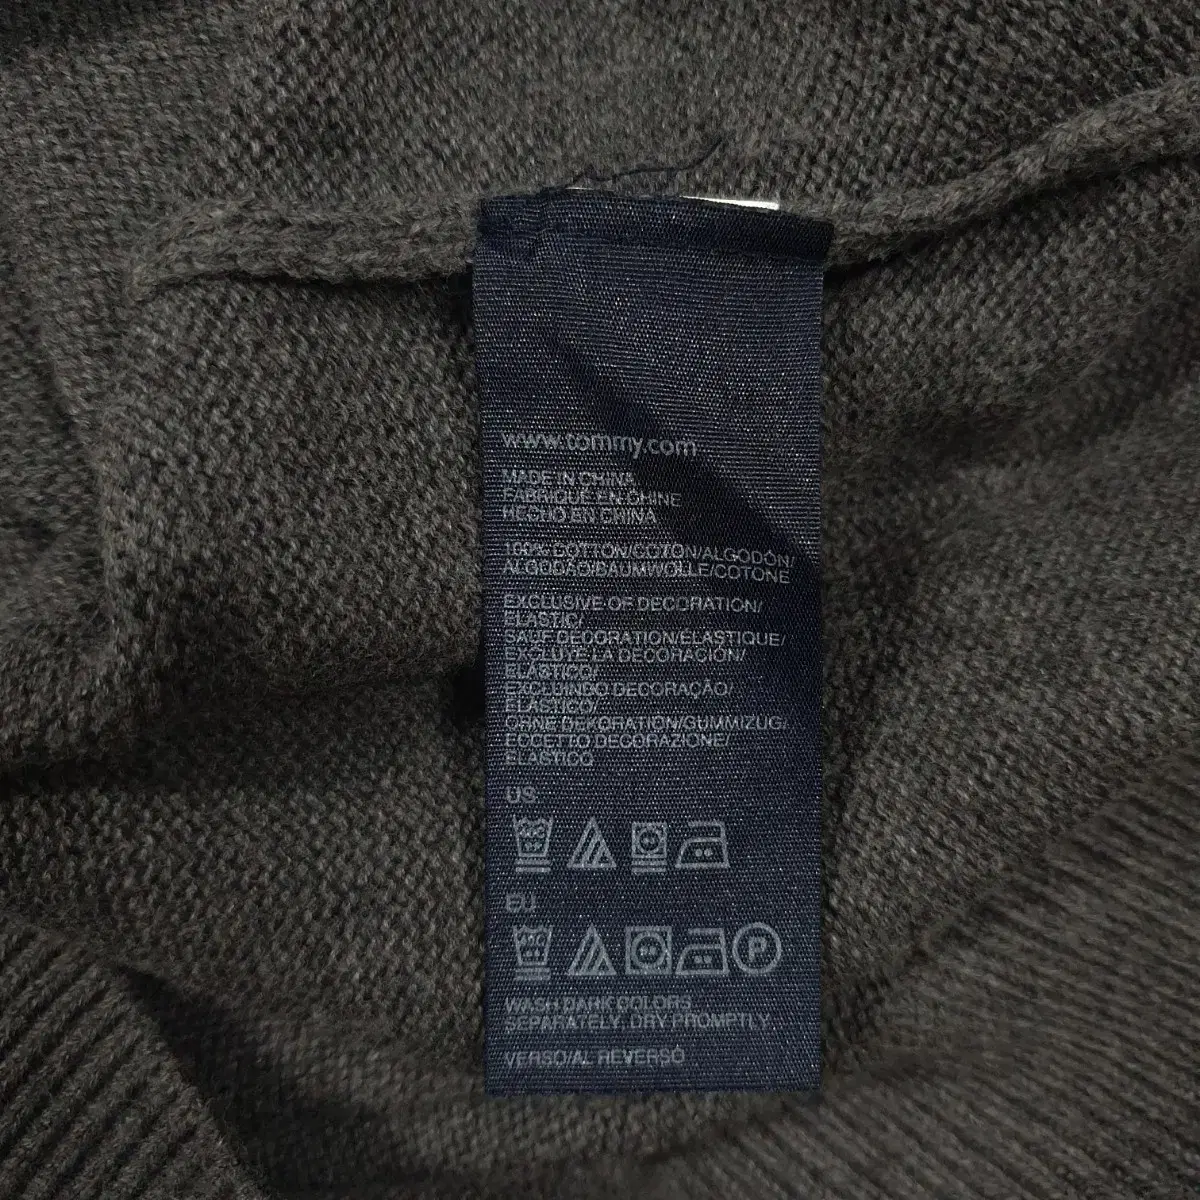 www.tommy.com
MADE IN CHINA
FABRIQUÉ EN CHINE
HECHO EN CHINA
100% COTTON/COTON/ALGODÓN/
ALGODÃO/BAUMWOLLE/COTONE
EXCLUSIVE OF DECORATION/
ELASTIC/
SAUF DECORATION/ELASTIQUE/
EXCLUYE LA DECORACIÓN/
ELÁSTICO/
EXCLUINDO DECORAÇÃO/
ELÁSTICO/
OHNE DEKORATION/GUMMIZUG/
ECCETTO DECORAZIONE/
ELASTICO
US
EU
P
WASH DARK COLORS
SEPARATELY. DRY PROMPTLY.
VERSO/AL REVERSO